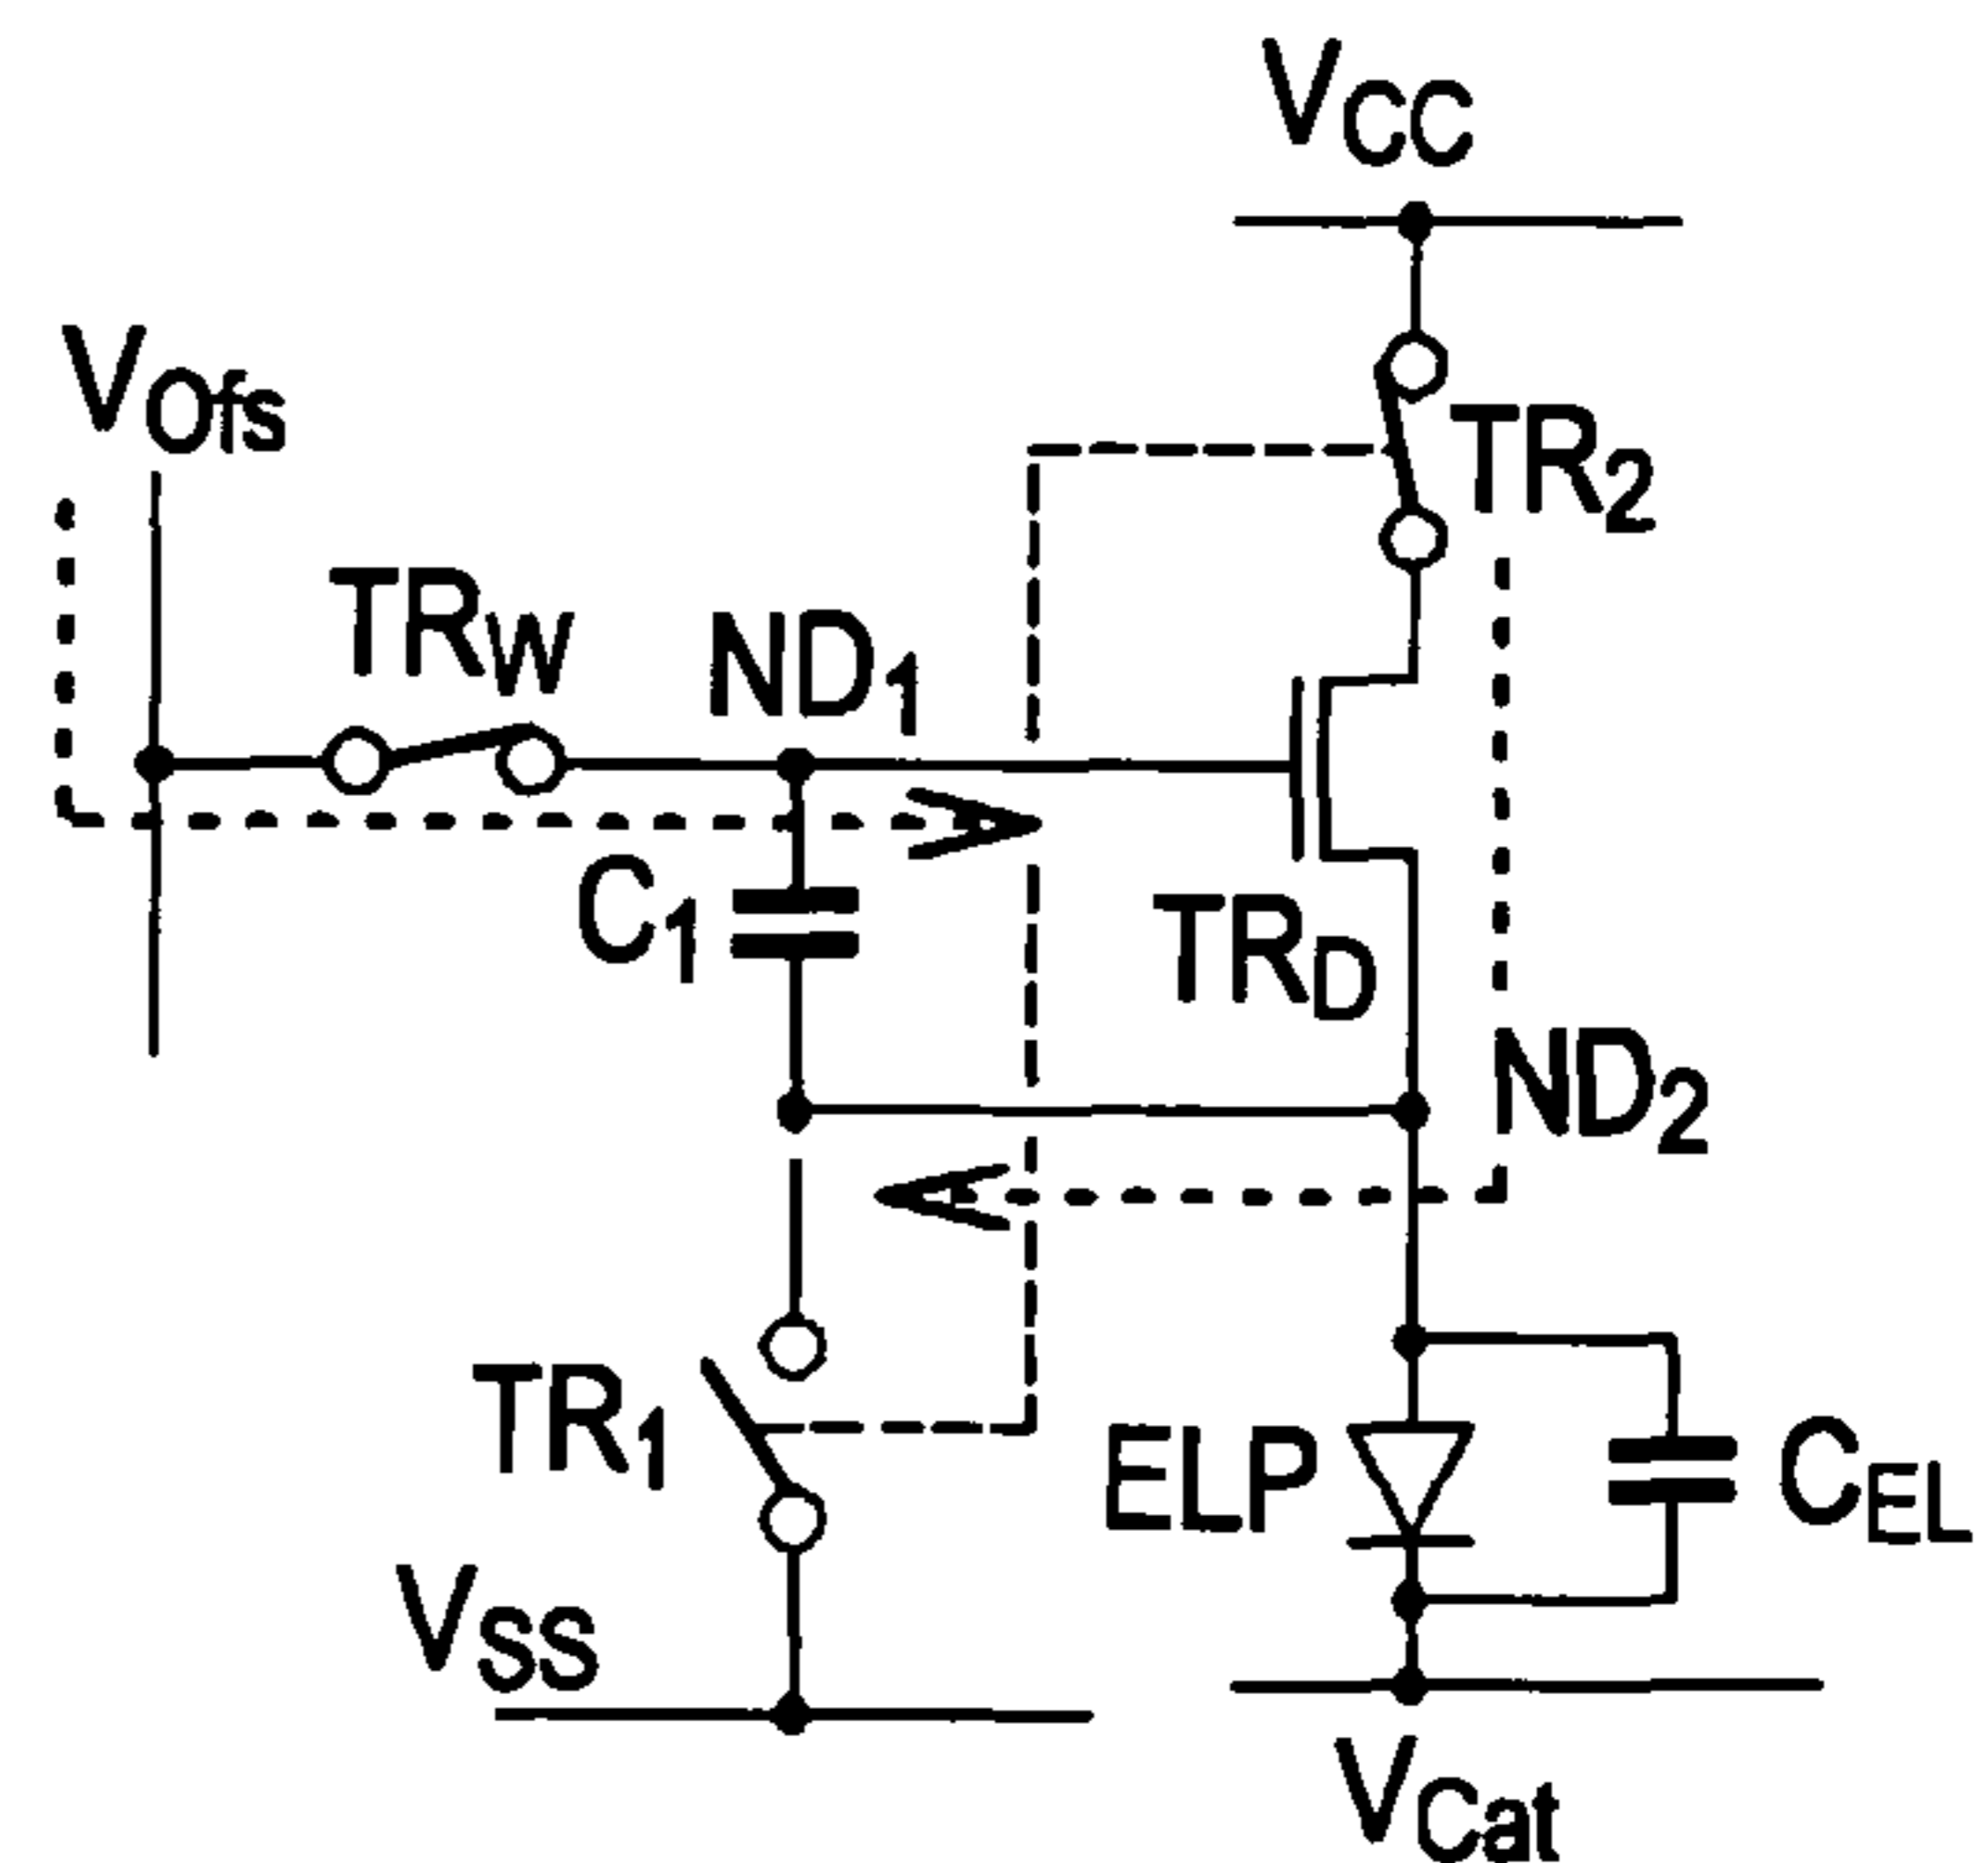 VCC
VOfs
TR2
TRW
ND1
C1
TRD
ND2
TR1
ELP
CEL
VSS
VCat